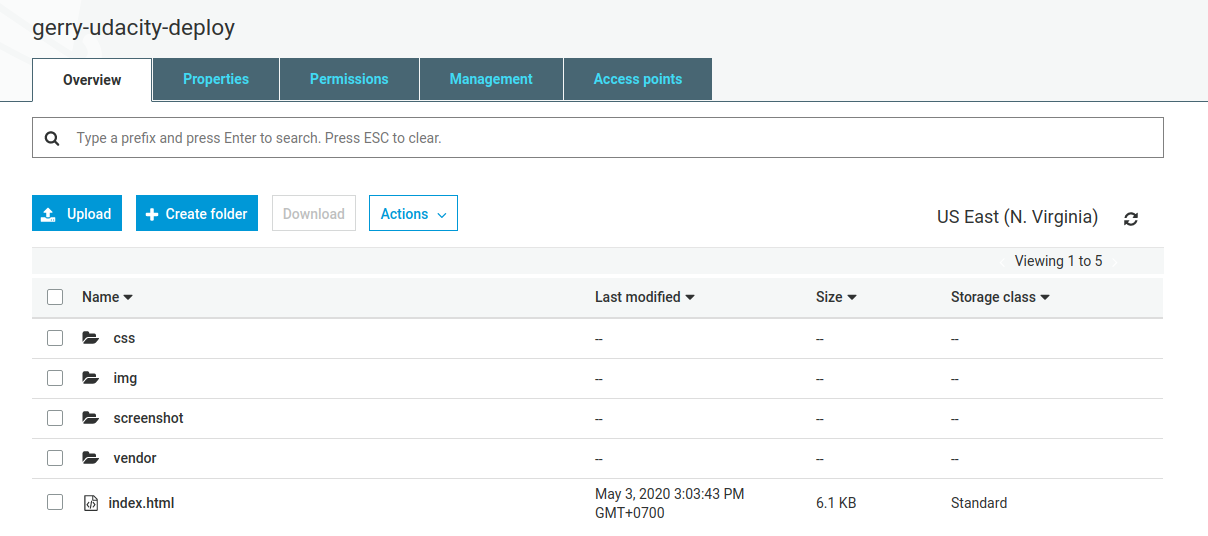 gerry-udacity-deploy
Overview Properties Permissions Management Access points
Type a prefix and press Enter to search. Press ESC to clear.
Upload Create folder Download Actions
US East (N. Virginia)
Viewing 1 to 5
Name Last modified Size Storage class
css -- -- --
img -- -- --
screenshot -- -- --
vendor -- -- --
index.html May 3, 2020 3:03:43 PM 6.1 KB Standard
GMT+0700